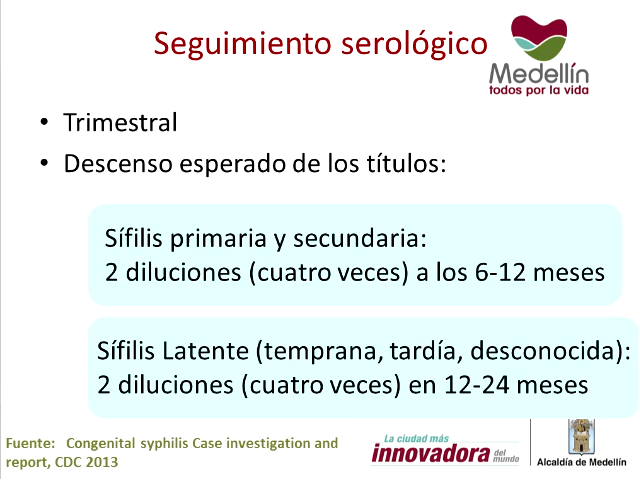 Seguimiento serológico
Medellín
todos por la vida
• Trimestral
• Descenso esperado de los títulos:
Sífilis primaria y secundaria:
2 diluciones (cuatro veces) a los 6-12 meses
Sífilis Latente (temprana, tardía, desconocida):
2 diluciones (cuatro veces) en 12-24 meses
Fuente: Congenital syphilis Case investigation and
report, CDC 2013
La ciudad más
innovadora del
mundo
Alcaldía de Medellín